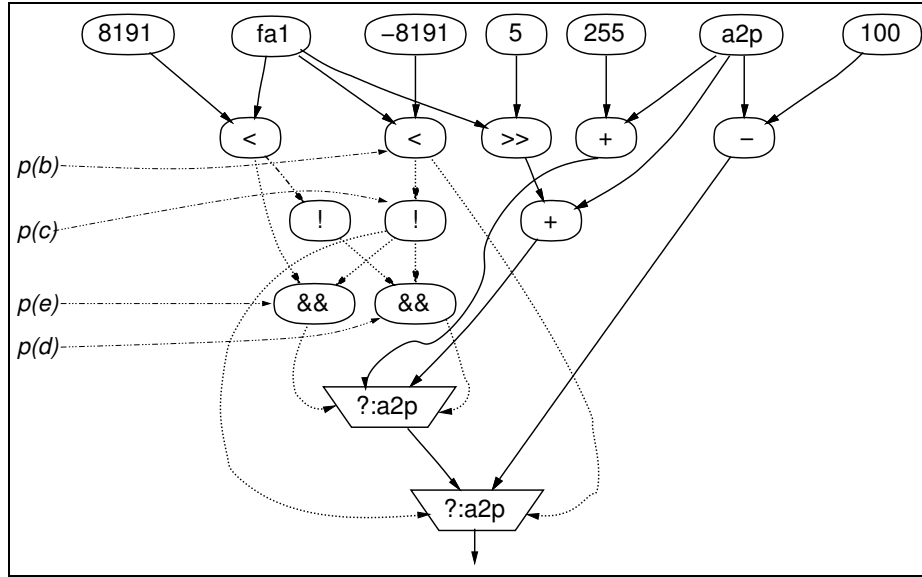 8191 fa1 −8191 5 255 a2p 100
< < >> + −
p(b)
p(c) ! ! +
p(e) && &&
p(d)
?:a2p
?:a2p